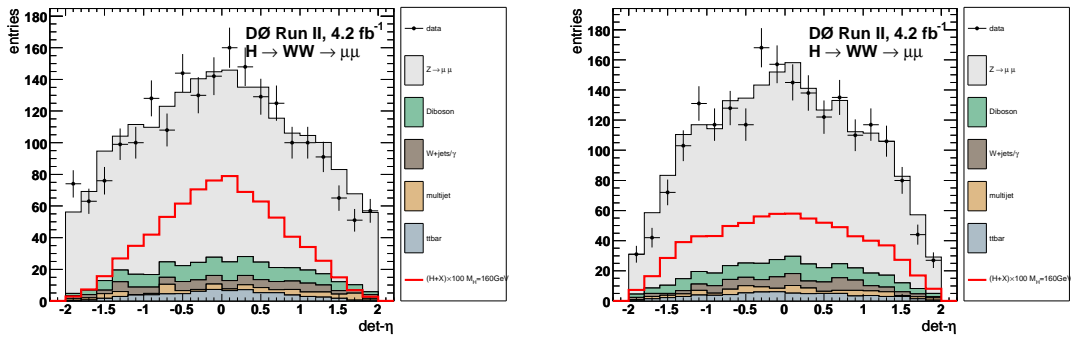 entries
180
160
140
120
100
80
60
40
20
0
-2 -1.5 -1 -0.5 0 0.5 1 1.5 2
det-η
DØ Run II, 4.2 fb⁻¹
H → WW → μμ
data
Z→μ μ
Diboson
W+jets/γ
multijet
ttbar
(H+X)×100 M_H=160GeV
entries
180
160
140
120
100
80
60
40
20
0
-2 -1.5 -1 -0.5 0 0.5 1 1.5 2
det-η
DØ Run II, 4.2 fb⁻¹
H → WW → μμ
data
Z→μ μ
Diboson
W+jets/γ
multijet
ttbar
(H+X)×100 M_H=160GeV